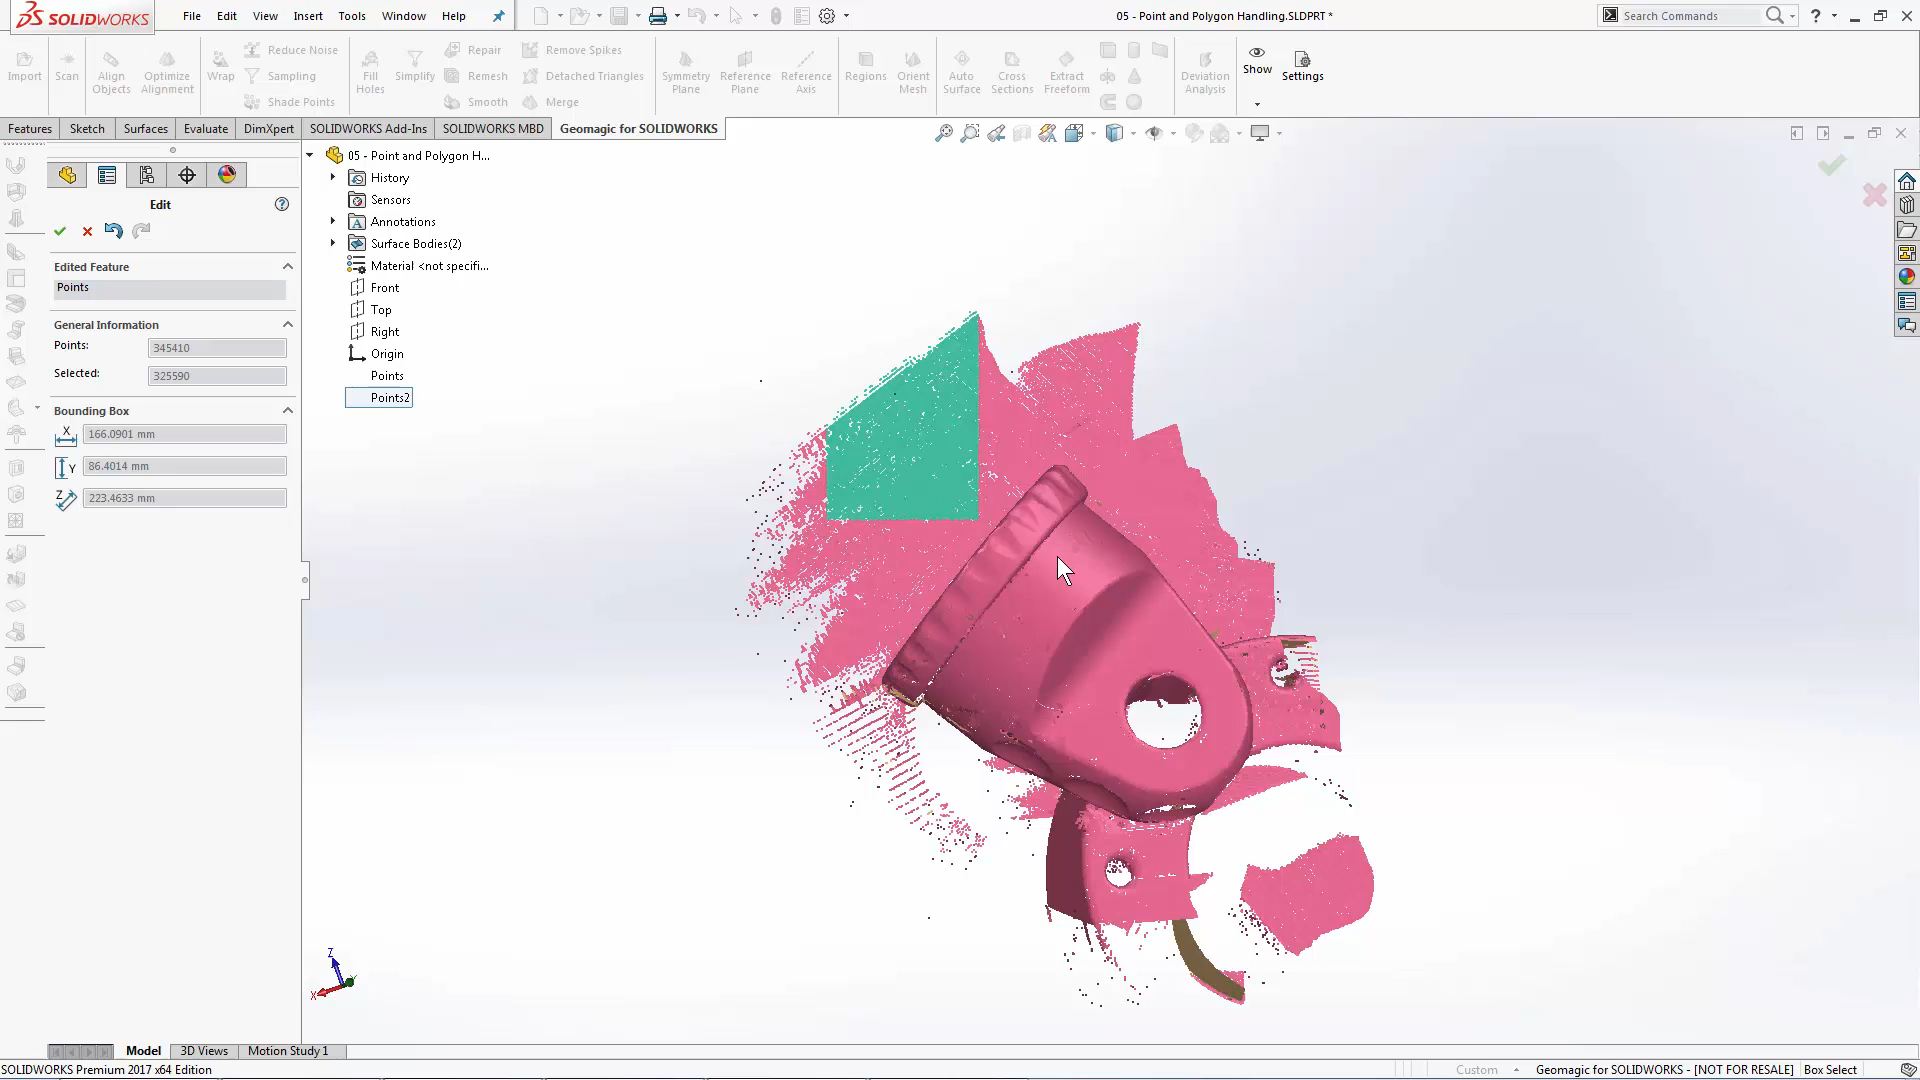 SOLIDWORKS File Edit View Insert Tools Window Help 05 - Point and Polygon Handling.SLDPRT * Search Commands ?
Import Scan Align Objects Optimize Alignment Wrap Reduce Noise Sampling Shade Points Fill Holes Simplify Repair Remesh Smooth Remove Spikes Detached Triangles Merge Symmetry Plane Reference Plane Reference Axis Regions Orient Mesh Auto Surface Cross Sections Extract Freeform Deviation Analysis Show Settings
Features Sketch Surfaces Evaluate DimXpert SOLIDWORKS Add-Ins SOLIDWORKS MBD Geomagic for SOLIDWORKS
Edit
Edited Feature
Points
General Information
Points: 345410
Selected: 325590
Bounding Box
X 166.0901 mm
Y 86.4014 mm
Z 223.4633 mm
05 - Point and Polygon H...
History
Sensors
Annotations
Surface Bodies(2)
Material <not specifi...
Front
Top
Right
Origin
Points
Points2
Z
X
Model 3D Views Motion Study 1
SOLIDWORKS Premium 2017 x64 Edition Custom Geomagic for SOLIDWORKS - [NOT FOR RESALE] Box Select